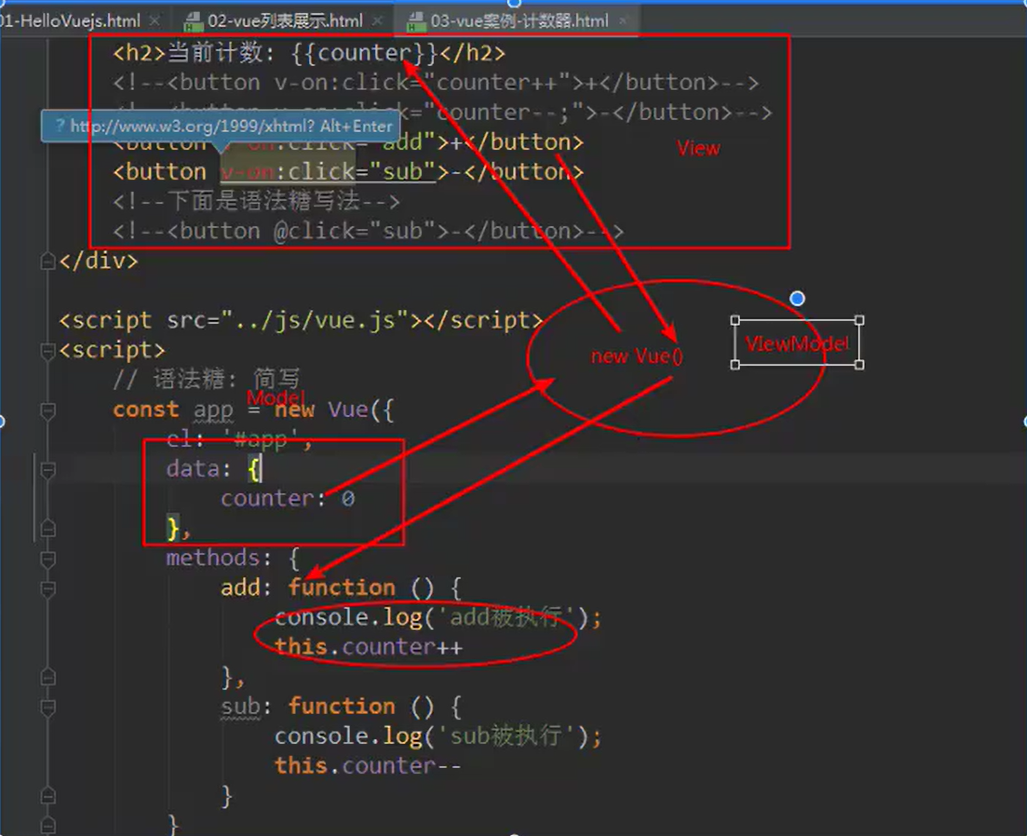 01-HelloVuejs.html × 02-vue列表展示.html × 03-vue案例-计数器.html ×
<h2>当前计数: {{counter}}</h2>
<!--<button v-on:click="counter++">+</button>-->
counter--;">-</button>-->
? http://www.w3.org/1999/xhtml? Alt+Enter
<button v-on:click="add">+</button>
View
<button v-on:click="sub">-</button>
<!--下面是语法糖写法-->
<!--<button @click="sub">-</button>-->
</div>
<script src="../js/vue.js"></script>
VIewModel
<script>
new Vue()
// 语法糖: 简写
Model
const app = new Vue({
el: '#app',
data: {
counter: 0
},
methods: {
add: function () {
console.log('add被执行');
this.counter++
},
sub: function () {
console.log('sub被执行');
this.counter--
}
}